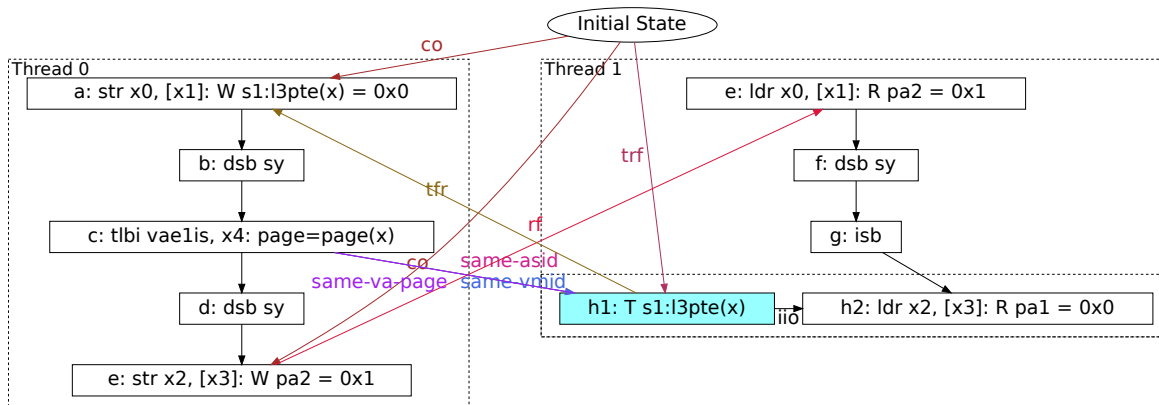 Initial State
co
Thread 0
Thread 1
a: str x0, [x1]: W s1:l3pte(x) = 0x0
e: ldr x0, [x1]: R pa2 = 0x1
b: dsb sy
trf
f: dsb sy
tfr
rf
c: tlbi vae1is, x4: page=page(x)
g: isb
co
same-asid
same-va-page
same-vmid
d: dsb sy
h1: T s1:l3pte(x)
iio
h2: ldr x2, [x3]: R pa1 = 0x0
e: str x2, [x3]: W pa2 = 0x1